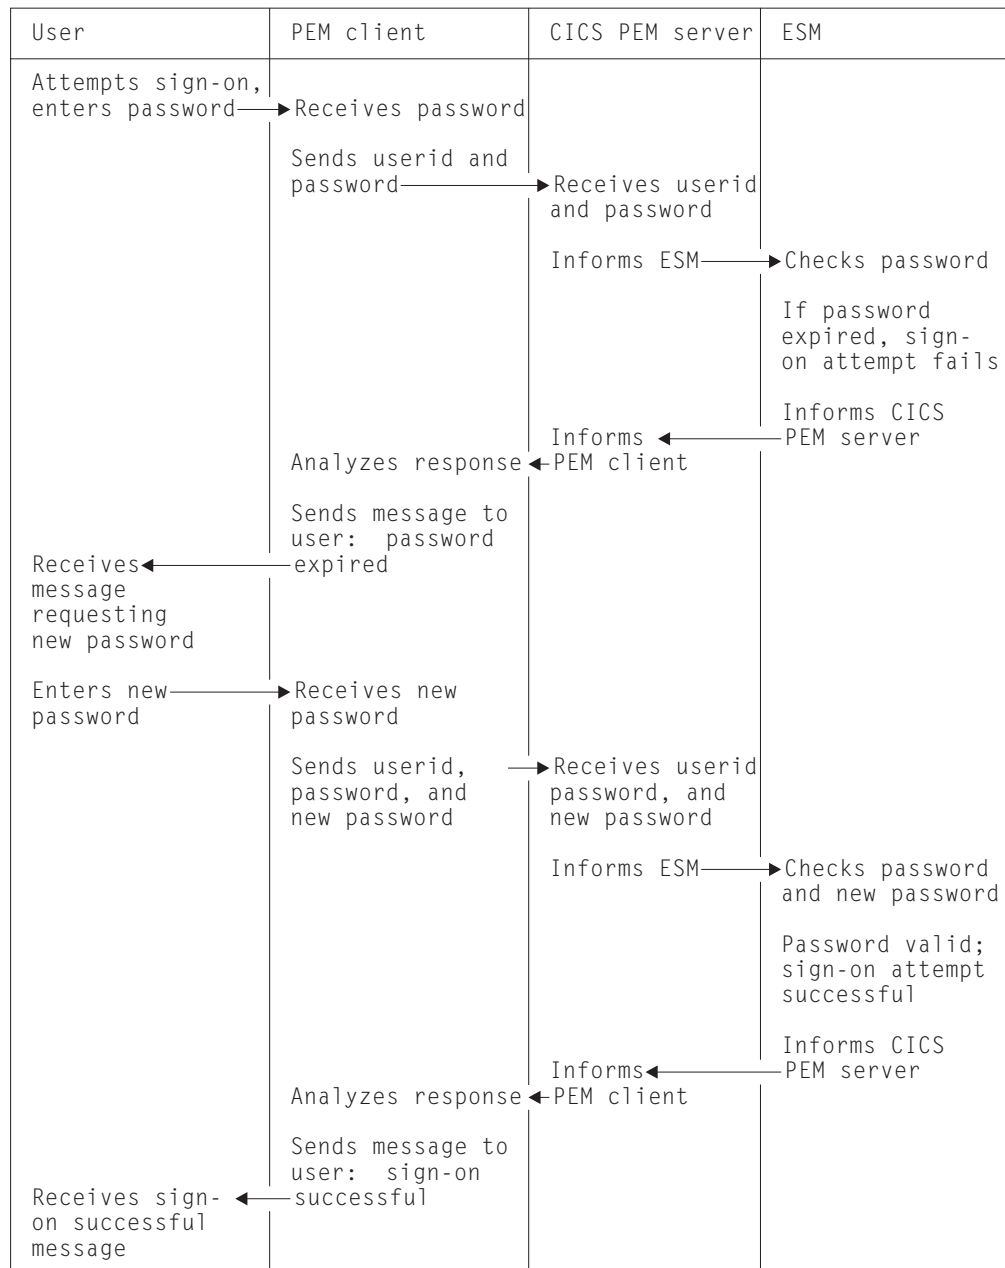 User PEM client CICS PEM server ESM
Attempts sign-on,
enters password Receives password
Sends userid and
password Receives userid
and password
Informs ESM Checks password
If password
expired, sign-
on attempt fails
Informs CICS
Informs PEM server
Analyzes response PEM client
Sends message to
user: password
Receives expired
message
requesting
new password
Enters new Receives new
password password
Sends userid, Receives userid
password, and password, and
new password new password
Informs ESM Checks password
and new password
Password valid;
sign-on attempt
successful
Informs CICS
Informs PEM server
Analyzes response PEM client
Sends message to
user: sign-on
Receives sign- successful
on successful
message